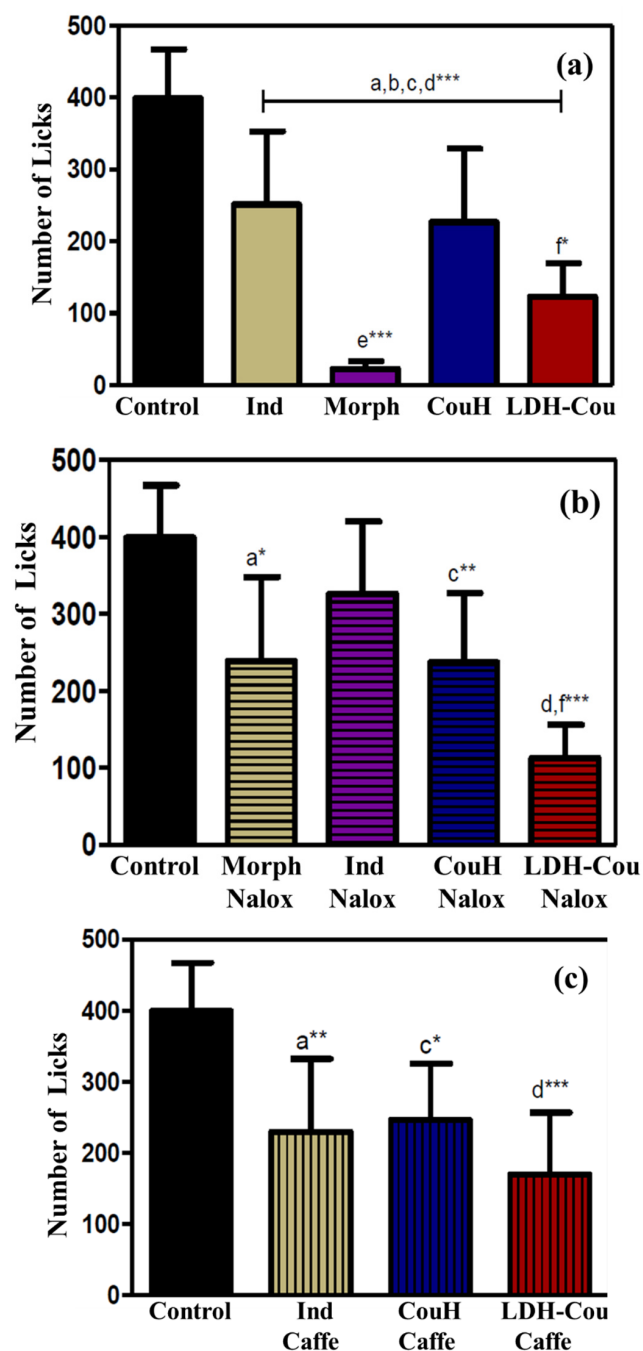 (a)
Number of Licks
500
400
300
200
100
0
a,b,c,d***
e***
f*
Control Ind Morph CouH LDH-Cou
(b)
Number of Licks
500
400
300
200
100
0
a*
c**
d,f***
Control Morph Ind CouH LDH-Cou
Nalox Nalox Nalox Nalox
(c)
Number of Licks
500
400
300
200
100
0
a**
c*
d***
Control Ind CouH LDH-Cou
Caffe Caffe Caffe